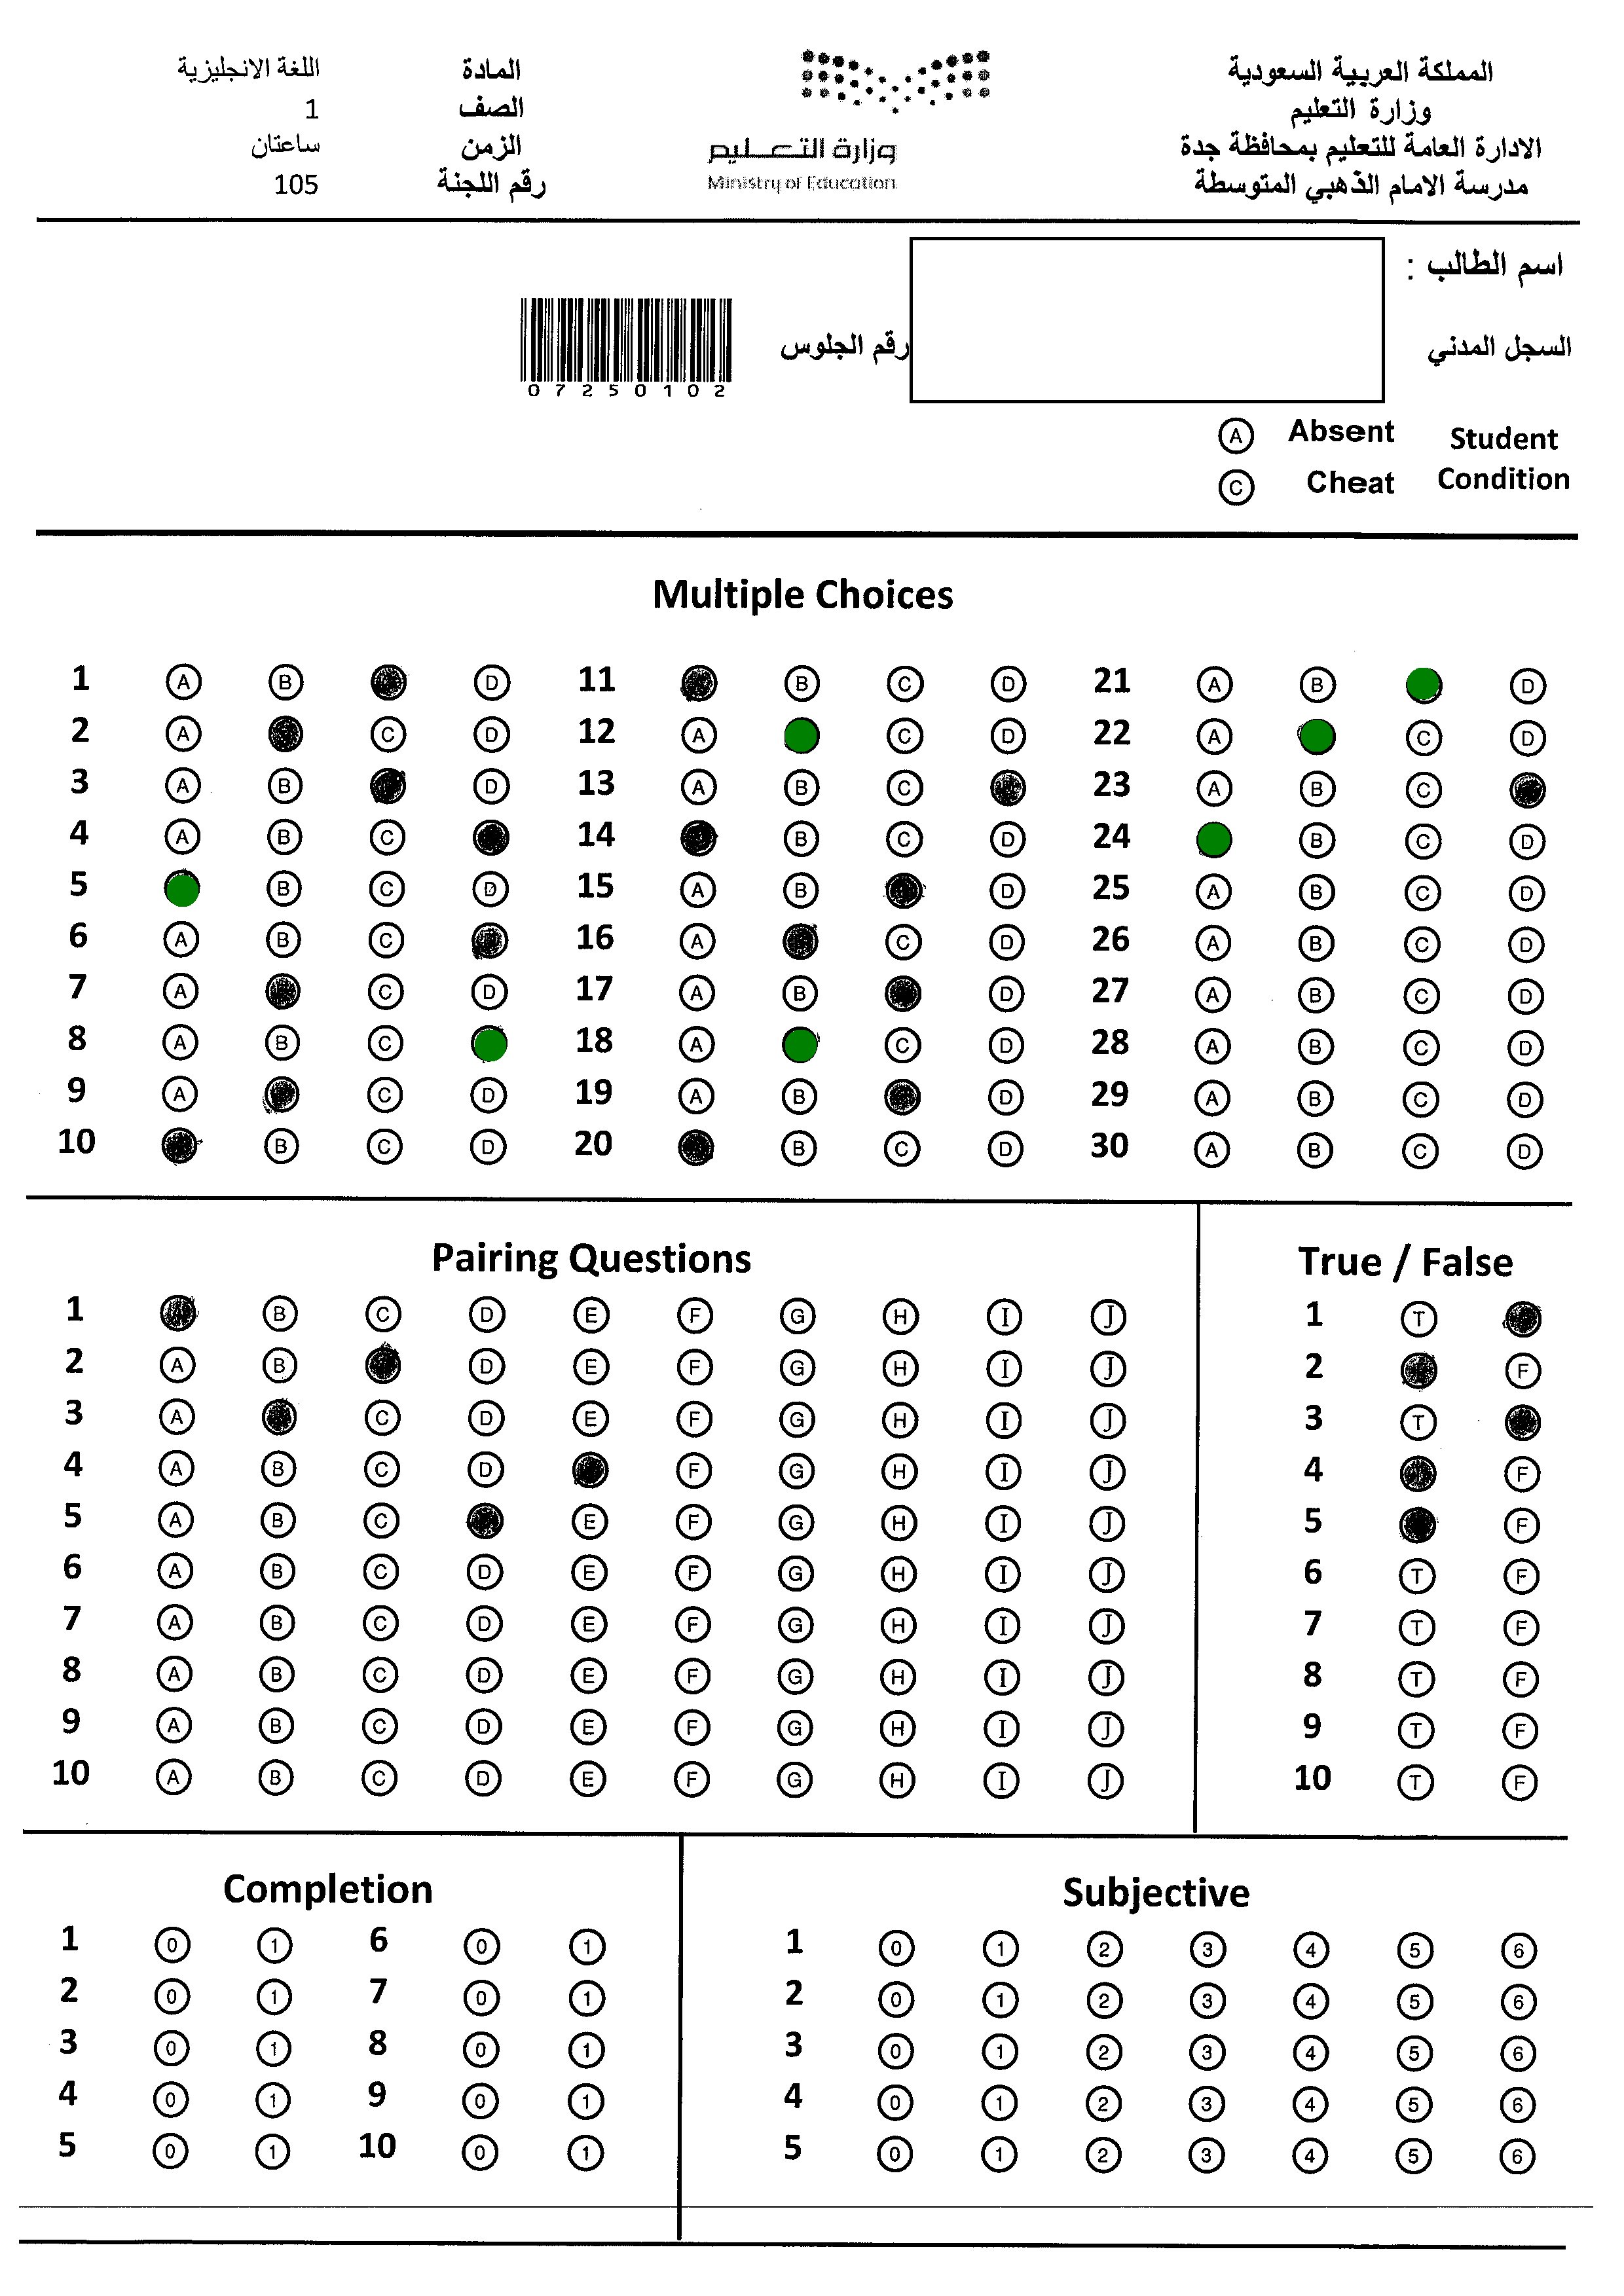 المملكة العربية السعودية
وزارة التعليم
الادارة العامة للتعليم بمحافظة جدة
مدرسة الامام الذهبي المتوسطة
وزارة التعـــليم
Ministry of Education
المادة اللغة الانجليزية
الصف 1
الزمن ساعتان
رقم اللجنة 105
اسم الطالب :
السجل المدني
رقم الجلوس
07250102
Student Condition
A Absent
C Cheat
Multiple Choices
1 A B D 11 B C D 21 A B D
2 A C D 12 A C D 22 A C D
3 A B D 13 A B C 23 A B C
4 A B C 14 B C D 24 B C D
5 B C D 15 A B D 25 A B C D
6 A B C D 16 A C D 26 A B C D
7 A C D 17 A B D 27 A B C D
8 A B C 18 A C D 28 A B C D
9 A C D 19 A B D 29 A B C D
10 B C D 20 B C D 30 A B C D
Pairing Questions
1 B C D E F G H I J
2 A B D E F G H I J
3 A C D E F G H I J
4 A B C D F G H I J
5 A B C E F G H I J
6 A B C D E F G H I J
7 A B C D E F G H I J
8 A B C D E F G H I J
9 A B C D E F G H I J
10 A B C D E F G H I J
True / False
1 T
2 F
3 T
4 F
5 F
6 T F
7 T F
8 T F
9 T F
10 T F
Completion
1 0 1 6 0 1
2 0 1 7 0 1
3 0 1 8 0 1
4 0 1 9 0 1
5 0 1 10 0 1
Subjective
1 0 1 2 3 4 5 6
2 0 1 2 3 4 5 6
3 0 1 2 3 4 5 6
4 0 1 2 3 4 5 6
5 0 1 2 3 4 5 6